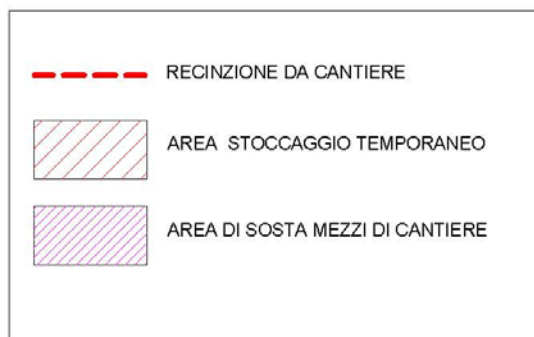 RECINZIONE DA CANTIERE
AREA STOCCAGGIO TEMPORANEO
AREA DI SOSTA MEZZI DI CANTIERE